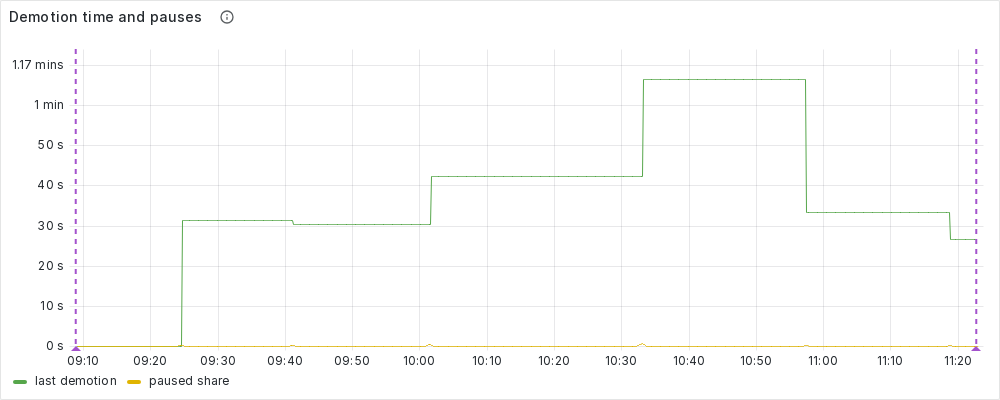 Demotion time and pauses
1.17 mins
1 min
50 s
40 s
30 s
20 s
10 s
0 s
09:10 09:20 09:30 09:40 09:50 10:00 10:10 10:20 10:30 10:40 10:50 11:00 11:10 11:20
last demotion paused share